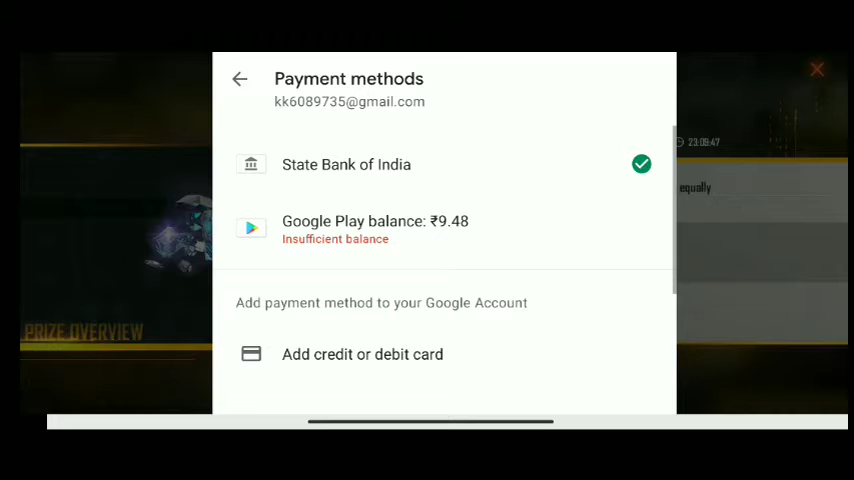 Payment methods
kk6089735@gmail.com
23:09:47
State Bank of India
equally
Google Play balance: ₹9.48
Insufficient balance
Add payment method to your Google Account
PRIZE OVERVIEW
Add credit or debit card